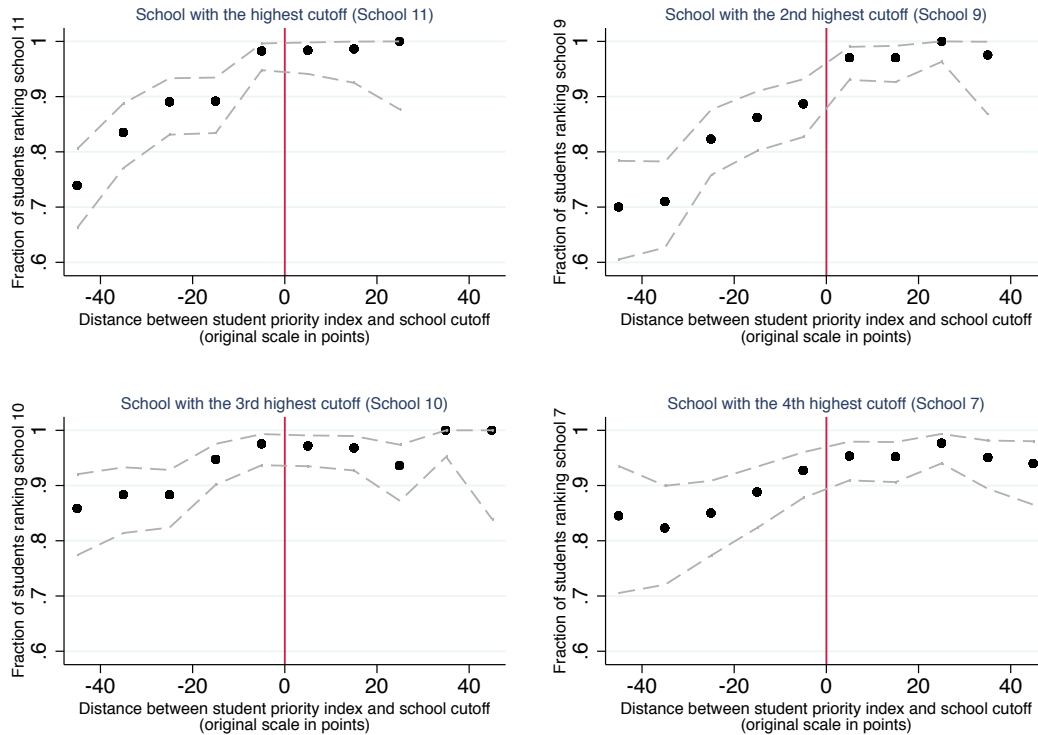 School with the highest cutoff (School 11)
Fraction of students ranking school 11
1
.9
.8
.7
.6
-40 -20 0 20 40
Distance between student priority index and school cutoff
(original scale in points)
School with the 2nd highest cutoff (School 9)
Fraction of students ranking school 9
1
.9
.8
.7
.6
-40 -20 0 20 40
Distance between student priority index and school cutoff
(original scale in points)
School with the 3rd highest cutoff (School 10)
Fraction of students ranking school 10
1
.9
.8
.7
.6
-40 -20 0 20 40
Distance between student priority index and school cutoff
(original scale in points)
School with the 4th highest cutoff (School 7)
Fraction of students ranking school 7
1
.9
.8
.7
.6
-40 -20 0 20 40
Distance between student priority index and school cutoff
(original scale in points)